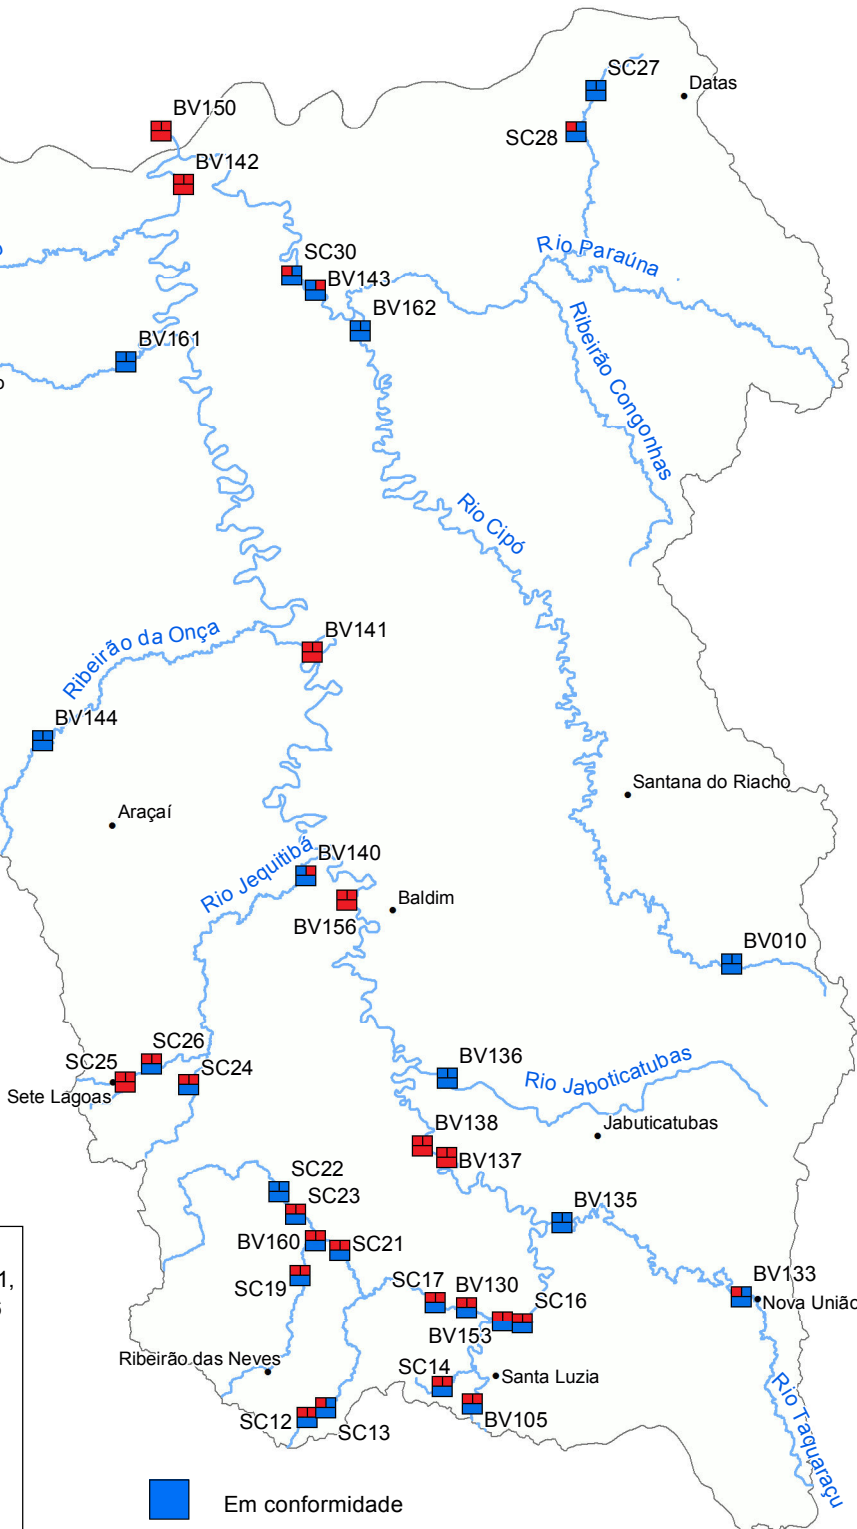 SC27
Datas
BV150
SC28
BV142
Rio Paraúna
SC30
BV143
BV162
Ribeirão Congonhas
BV161
o
Rio Cipó
Ribeirão da Onça
BV141
BV144
Santana do Riacho
Araçaí
Rio Jequitibá
BV140
Baldim
BV156
BV010
SC26
SC25
SC24
Sete Lagoas
BV136
Rio Jaboticatubas
BV138
Jabuticatubas
BV137
SC22
SC23
BV135
BV160
SC21
SC19
SC17
BV130
BV133
1,
SC16
Nova União
BV153
Ribeirão das Neves
SC14
Santa Luzia
SC12
SC13
BV105
Rio Taquaraçu
Em conformidade